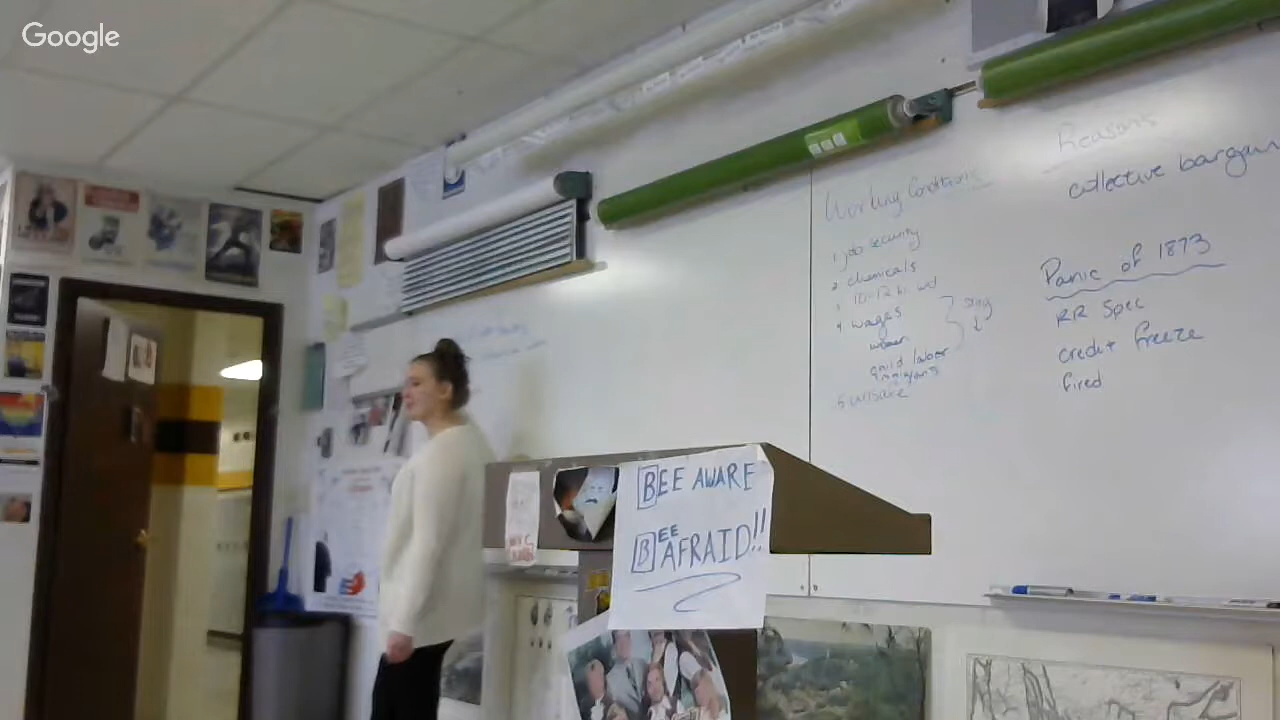 Google
Working Conditions
1 job security
2 chemicals
3 10-12 hr wd
4 wages
women
child labor
5 unsafe
Reasons
collective bargain
Panic of 1873
RR Spec
credit freeze
fired
BEE AWARE
BEE AFRAID!!